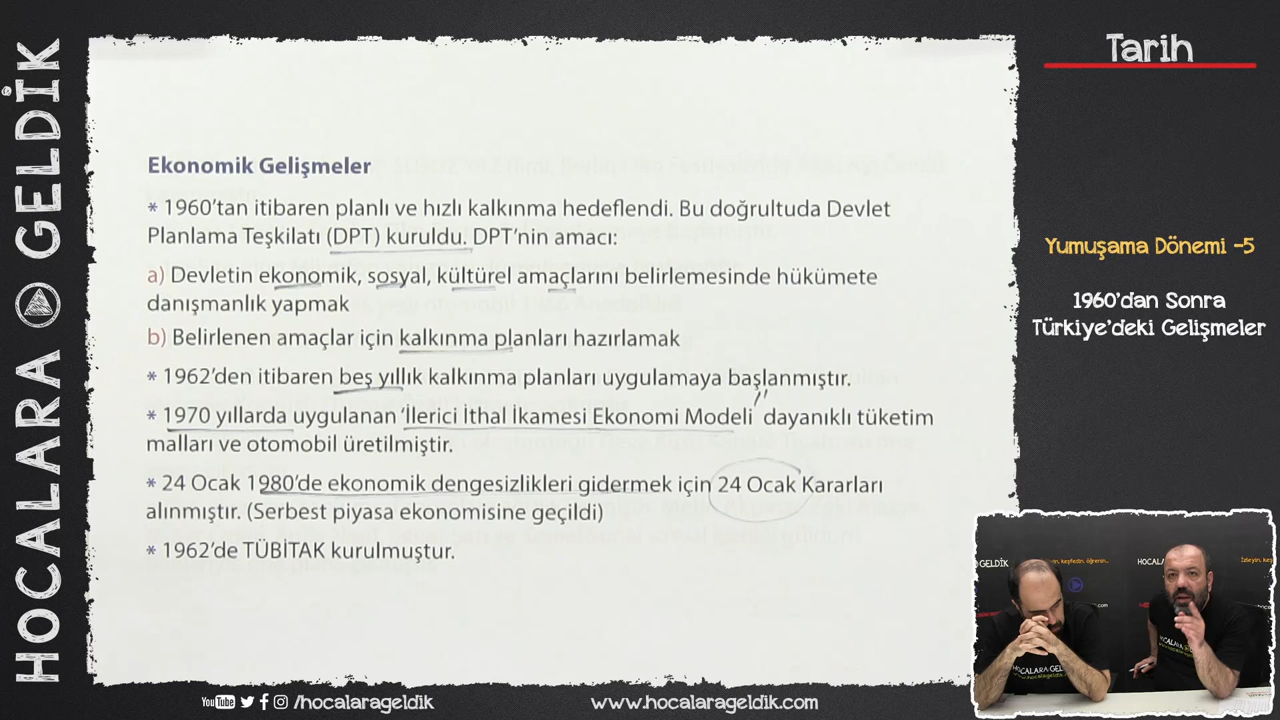 HOCALARA GELDİK
Tarih
Yumuşama Dönemi -5
1960'dan Sonra
Türkiye'deki Gelişmeler
Ekonomik Gelişmeler
* 1960'tan itibaren planlı ve hızlı kalkınma hedeflendi. Bu doğrultuda Devlet
Planlama Teşkilatı (DPT) kuruldu. DPT'nin amacı:
a) Devletin ekonomik, sosyal, kültürel amaçlarını belirlemesinde hükümete
danışmanlık yapmak
b) Belirlenen amaçlar için kalkınma planları hazırlamak
* 1962'den itibaren beş yıllık kalkınma planları uygulamaya başlanmıştır.
* 1970 yıllarda uygulanan 'İlerici İthal İkamesi Ekonomi Modeli'' dayanıklı tüketim
malları ve otomobil üretilmiştir.
* 24 Ocak 1980'de ekonomik dengesizlikleri gidermek için 24 Ocak Kararları
alınmıştır. (Serbest piyasa ekonomisine geçildi)
* 1962'de TÜBİTAK kurulmuştur.
GELDİK
HOCALARA GE
HOCALARA
YouTube /hocalarageldik
www.hocalarageldik.com